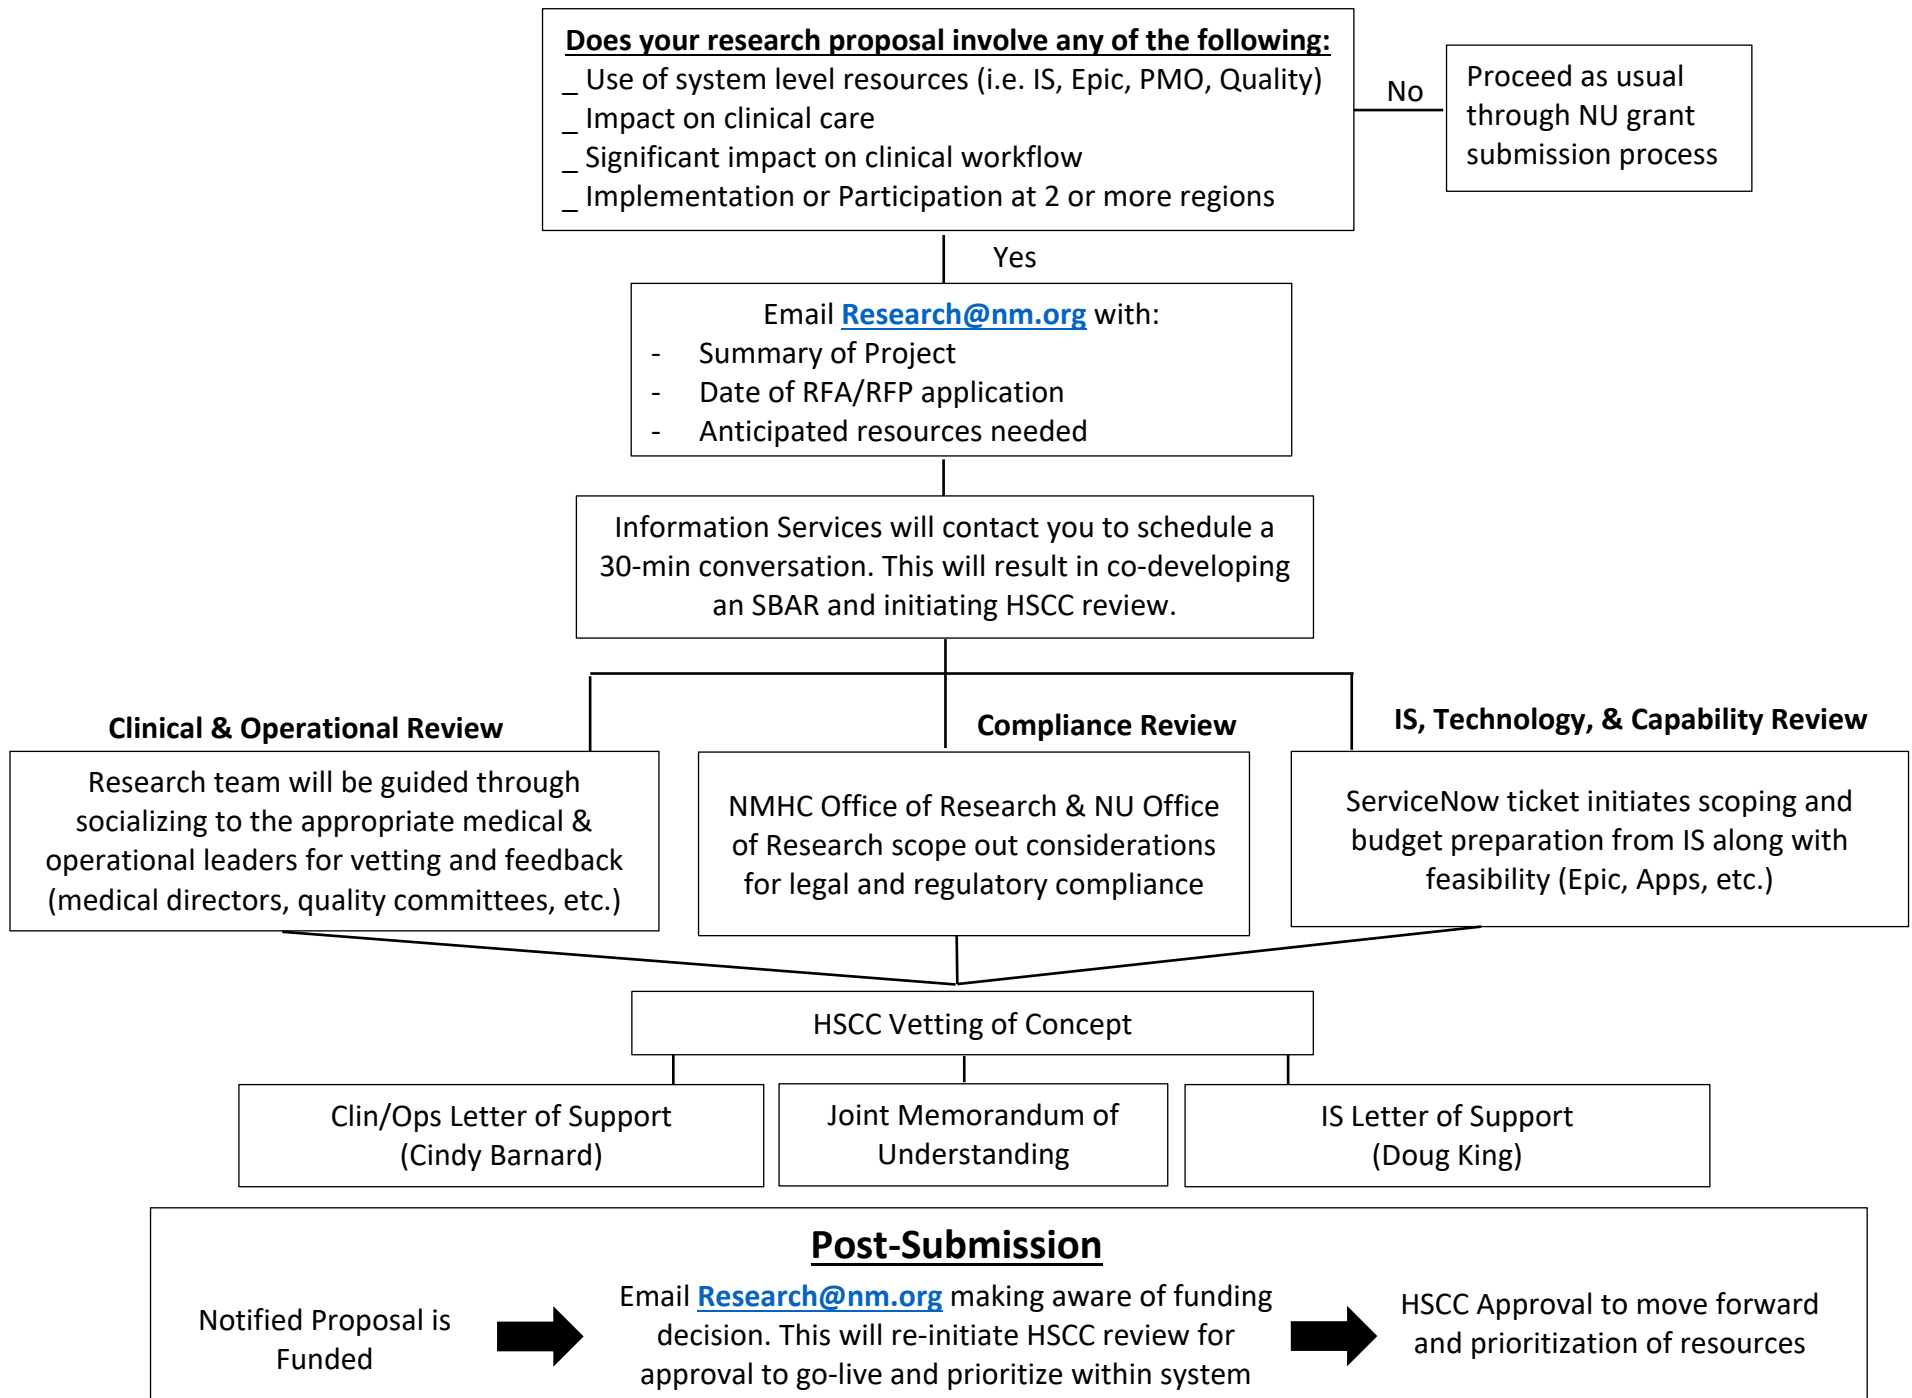 Does your research proposal involve any of the following:
_ Use of system level resources (i.e. IS, Epic, PMO, Quality)
_ Impact on clinical care
_ Significant impact on clinical workflow
_ Implementation or Participation at 2 or more regions
No
Proceed as usual
through NU grant
submission process
Yes
Email Research@nm.org with:
- Summary of Project
- Date of RFA/RFP application
- Anticipated resources needed
Information Services will contact you to schedule a
30-min conversation. This will result in co-developing
an SBAR and initiating HSCC review.
Clinical & Operational Review
Research team will be guided through
socializing to the appropriate medical &
operational leaders for vetting and feedback
(medical directors, quality committees, etc.)
Compliance Review
NMHC Office of Research & NU Office
of Research scope out considerations
for legal and regulatory compliance
IS, Technology, & Capability Review
ServiceNow ticket initiates scoping and
budget preparation from IS along with
feasibility (Epic, Apps, etc.)
HSCC Vetting of Concept
Clin/Ops Letter of Support
(Cindy Barnard)
Joint Memorandum of
Understanding
IS Letter of Support
(Doug King)
Post-Submission
Notified Proposal is
Funded
Email Research@nm.org making aware of funding
decision. This will re-initiate HSCC review for
approval to go-live and prioritize within system
HSCC Approval to move forward
and prioritization of resources